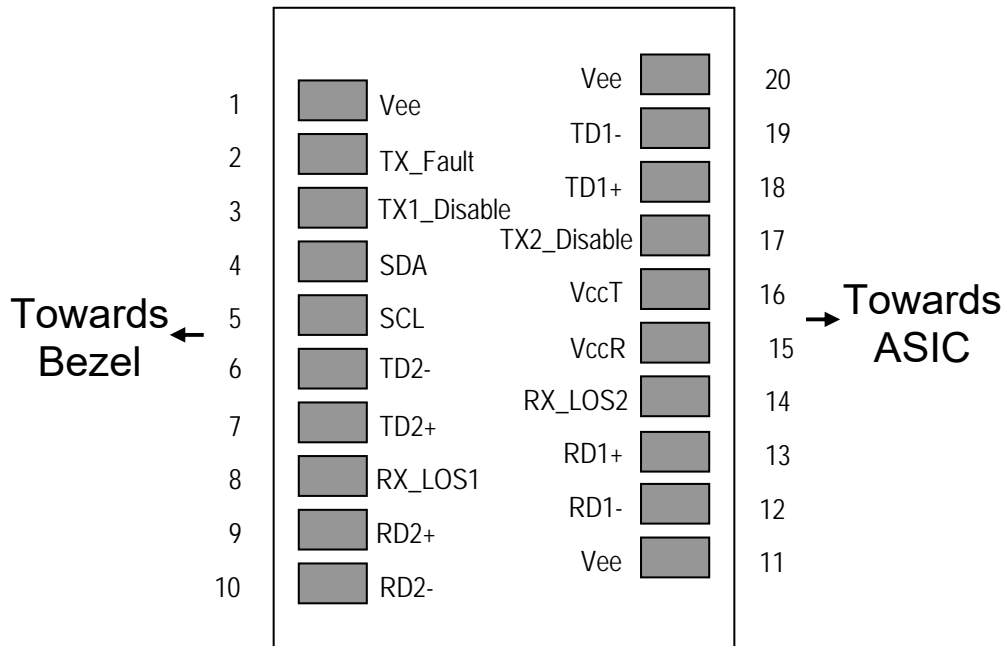 1 Vee
2 TX_Fault
3 TX1_Disable
4 SDA
5 SCL
6 TD2-
7 TD2+
8 RX_LOS1
9 RD2+
10 RD2-
Vee 20
TD1- 19
TD1+ 18
TX2_Disable 17
VccT 16
VccR 15
RX_LOS2 14
RD1+ 13
RD1- 12
Vee 11
Towards
Bezel
Towards
ASIC